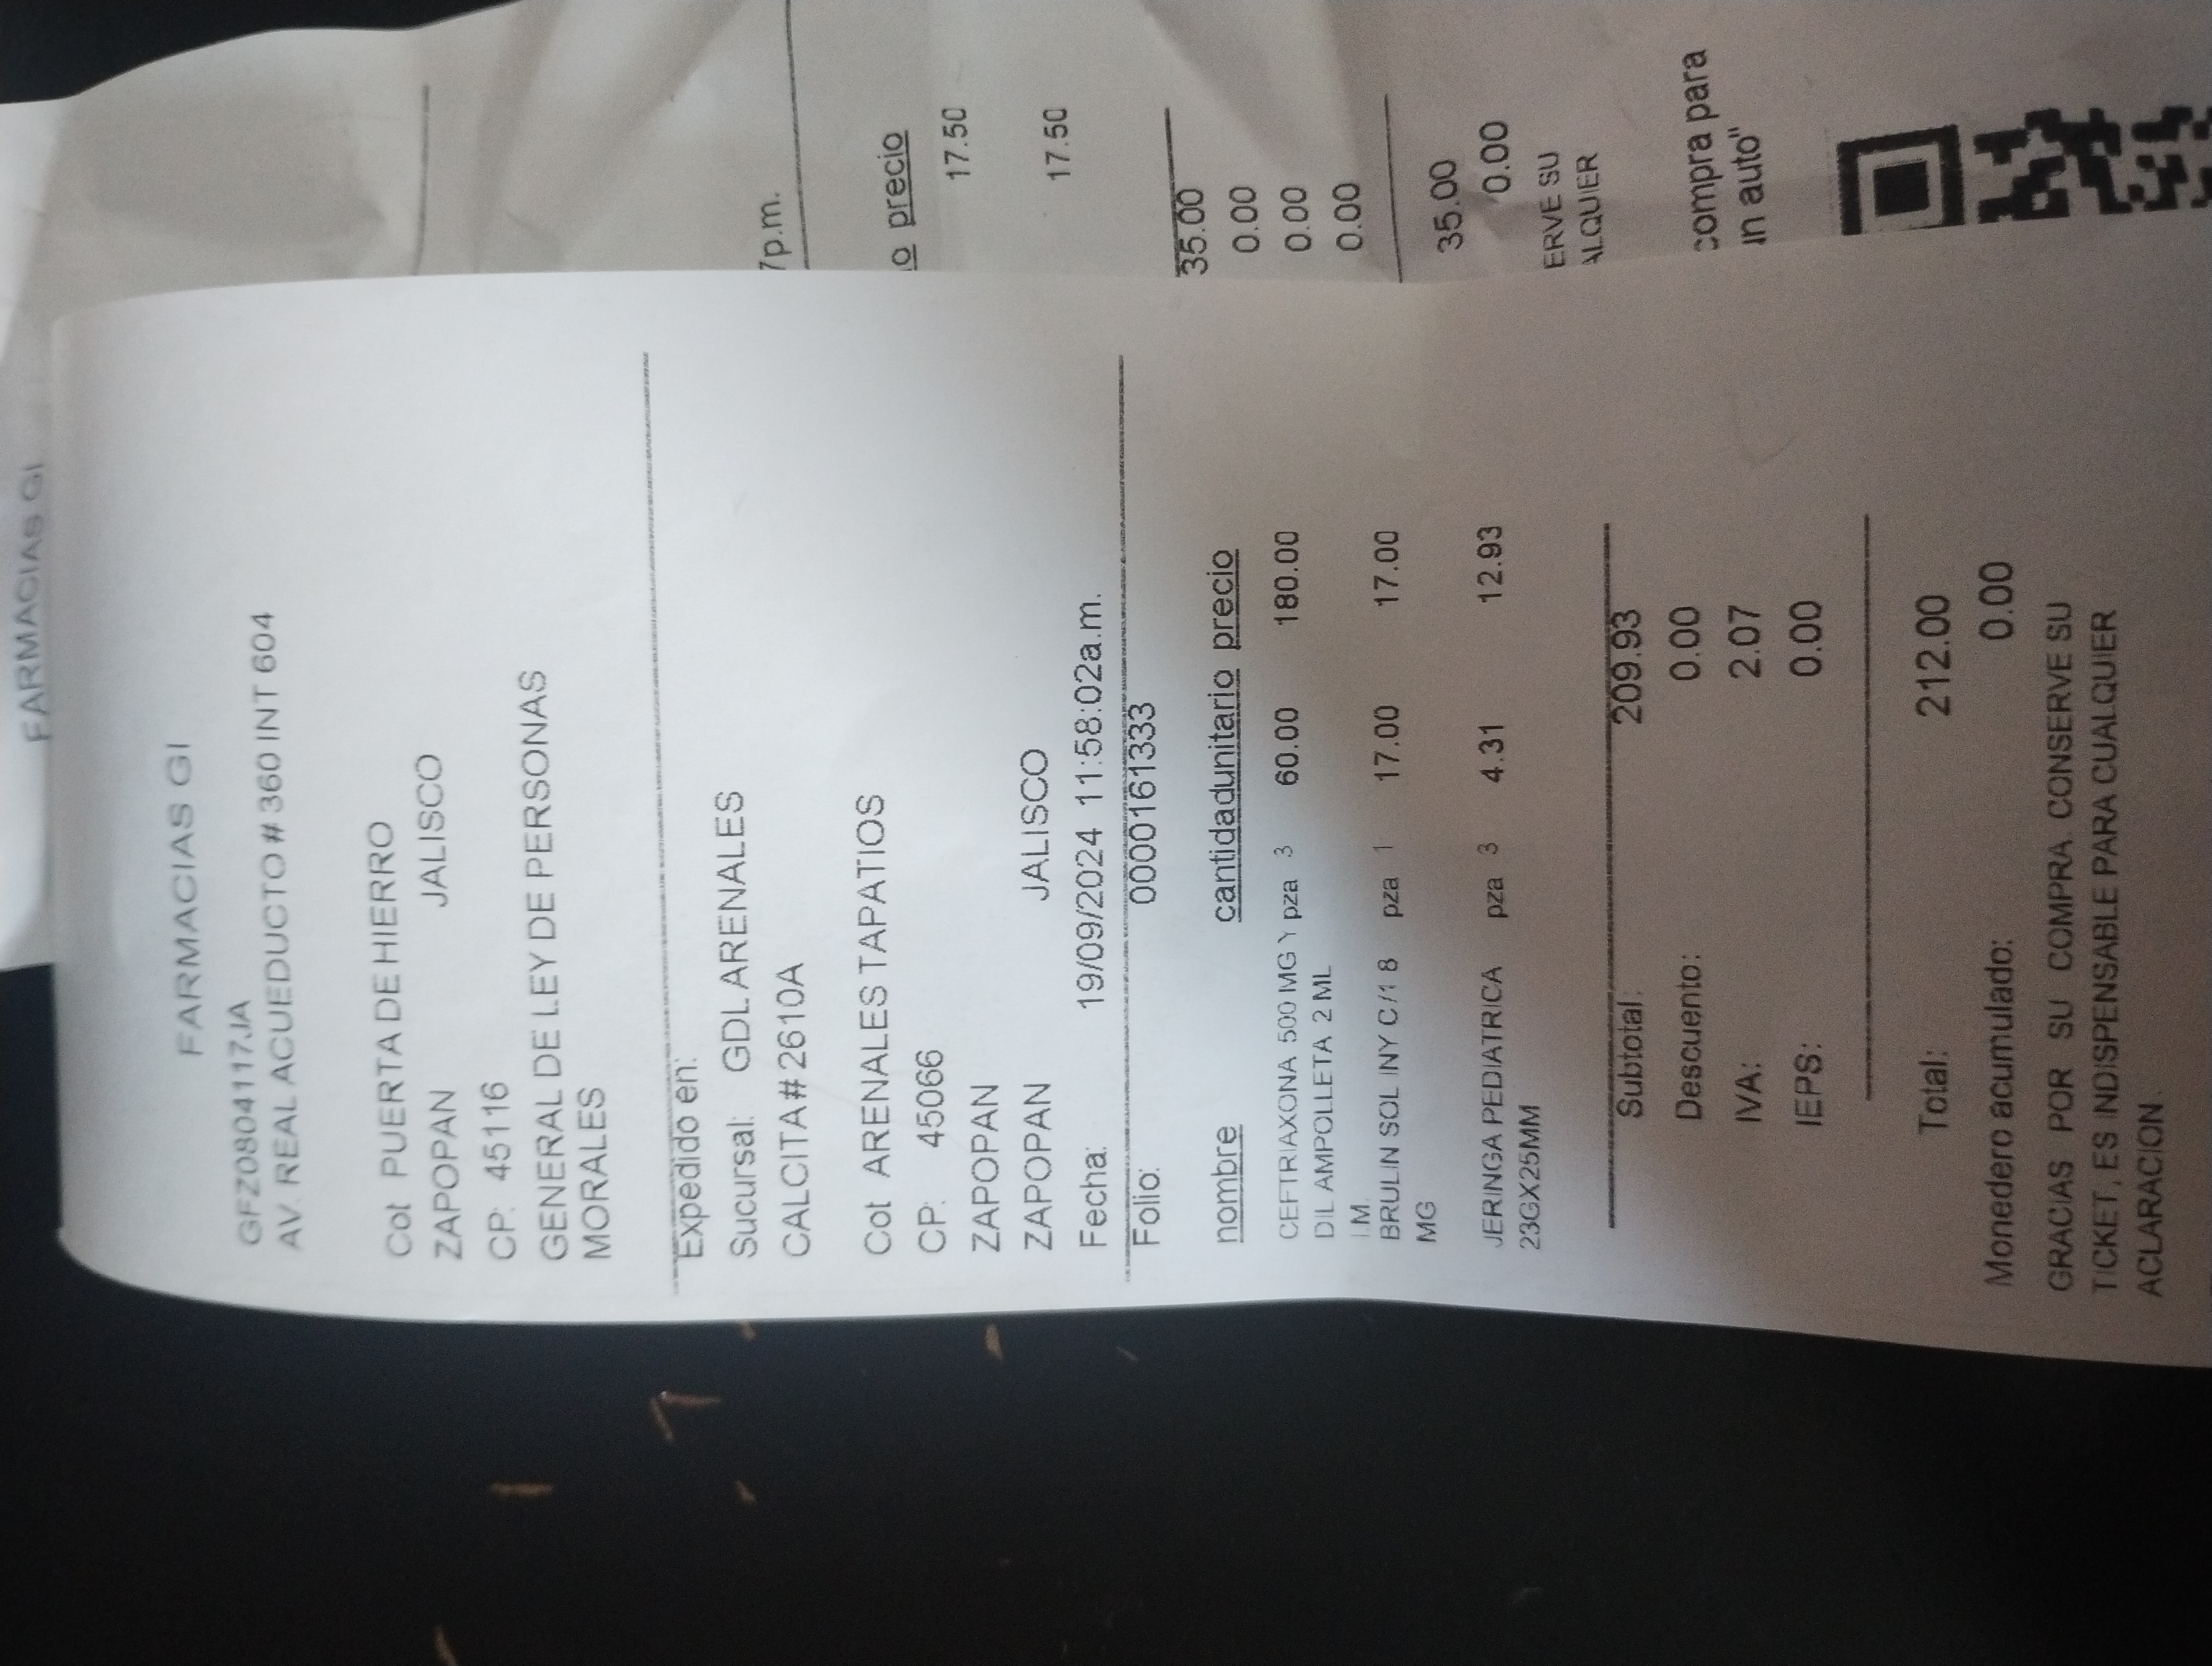 FARMACIAS GI
FARMACIAS GI
GFZ0804117JA
AV. REAL ACUEDUCTO # 360 INT 604
Col PUERTA DE HIERRO
ZAPOPAN JALISCO
CP: 45116
GENERAL DE LEY DE PERSONAS
MORALES
Expedido en:
Sucursal: GDL ARENALES
CALCITA # 2610A
Col ARENALES TAPATIOS
CP: 45066
ZAPOPAN
ZAPOPAN JALISCO
Fecha: 19/09/2024 11:58:02a.m.
Folio: 0000161333
nombre cantidadunitario precio
CEFTRIAXONA 500 MG Y pza 3 60.00 180.00
DIL AMPOLLETA 2 ML
I.M.
BRULIN SOL INY C/1 8 pza 1 17.00 17.00
MG
JERINGA PEDIATRICA pza 3 4.31 12.93
23GX25MM
Subtotal: 209.93
Descuento: 0.00
IVA: 2.07
IEPS: 0.00
Total: 212.00
Monedero acumulado: 0.00
GRACIAS POR SU COMPRA CONSERVE SU
TICKET, ES INDISPENSABLE PARA CUALQUIER
ACLARACION
7p.m.
o precio
17.50
17.50
35.00
0.00
0.00
0.00
35.00
0.00
ERVE SU
ALQUIER
compra para
un auto"